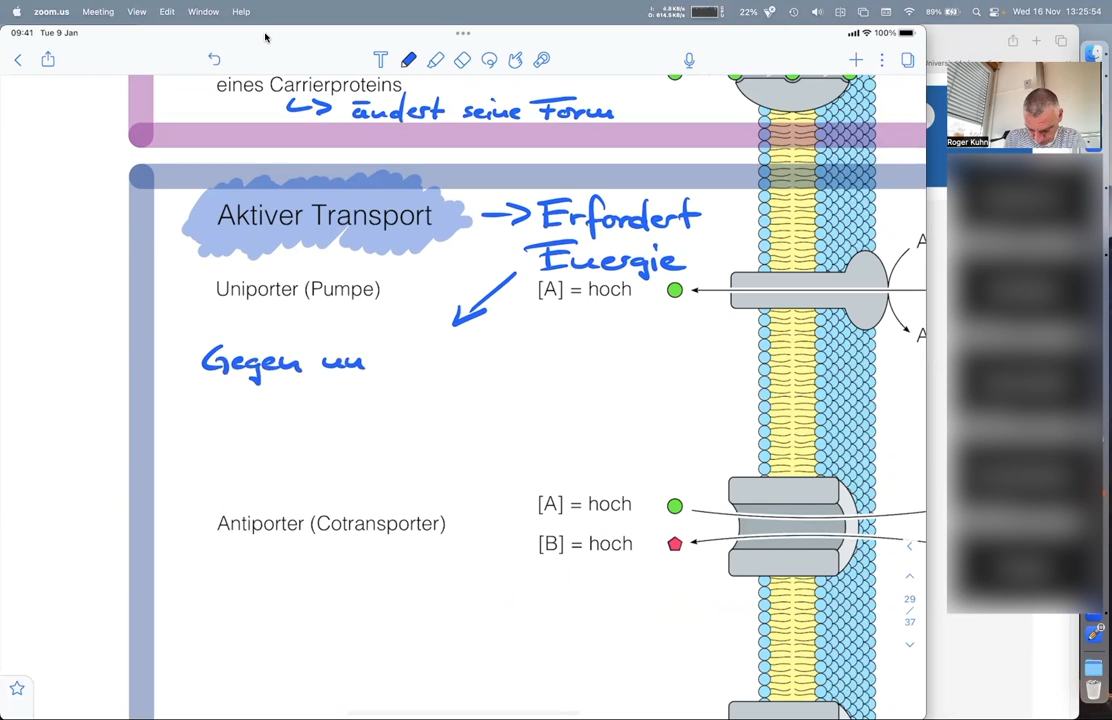 zoom.us Meeting View Edit Window Help
22% 89% Wed 16 Nov 13:25:54
09:41 Tue 9 Jan
100%
eines Carrierproteins
↳ ändert seine Form
Roger Kuhn
Aktiver Transport → Erfordert
Energie
Uniporter (Pumpe) [A] = hoch
A
A
Gegen un
[A] = hoch
Antiporter (Cotransporter)
[B] = hoch
29
/
37